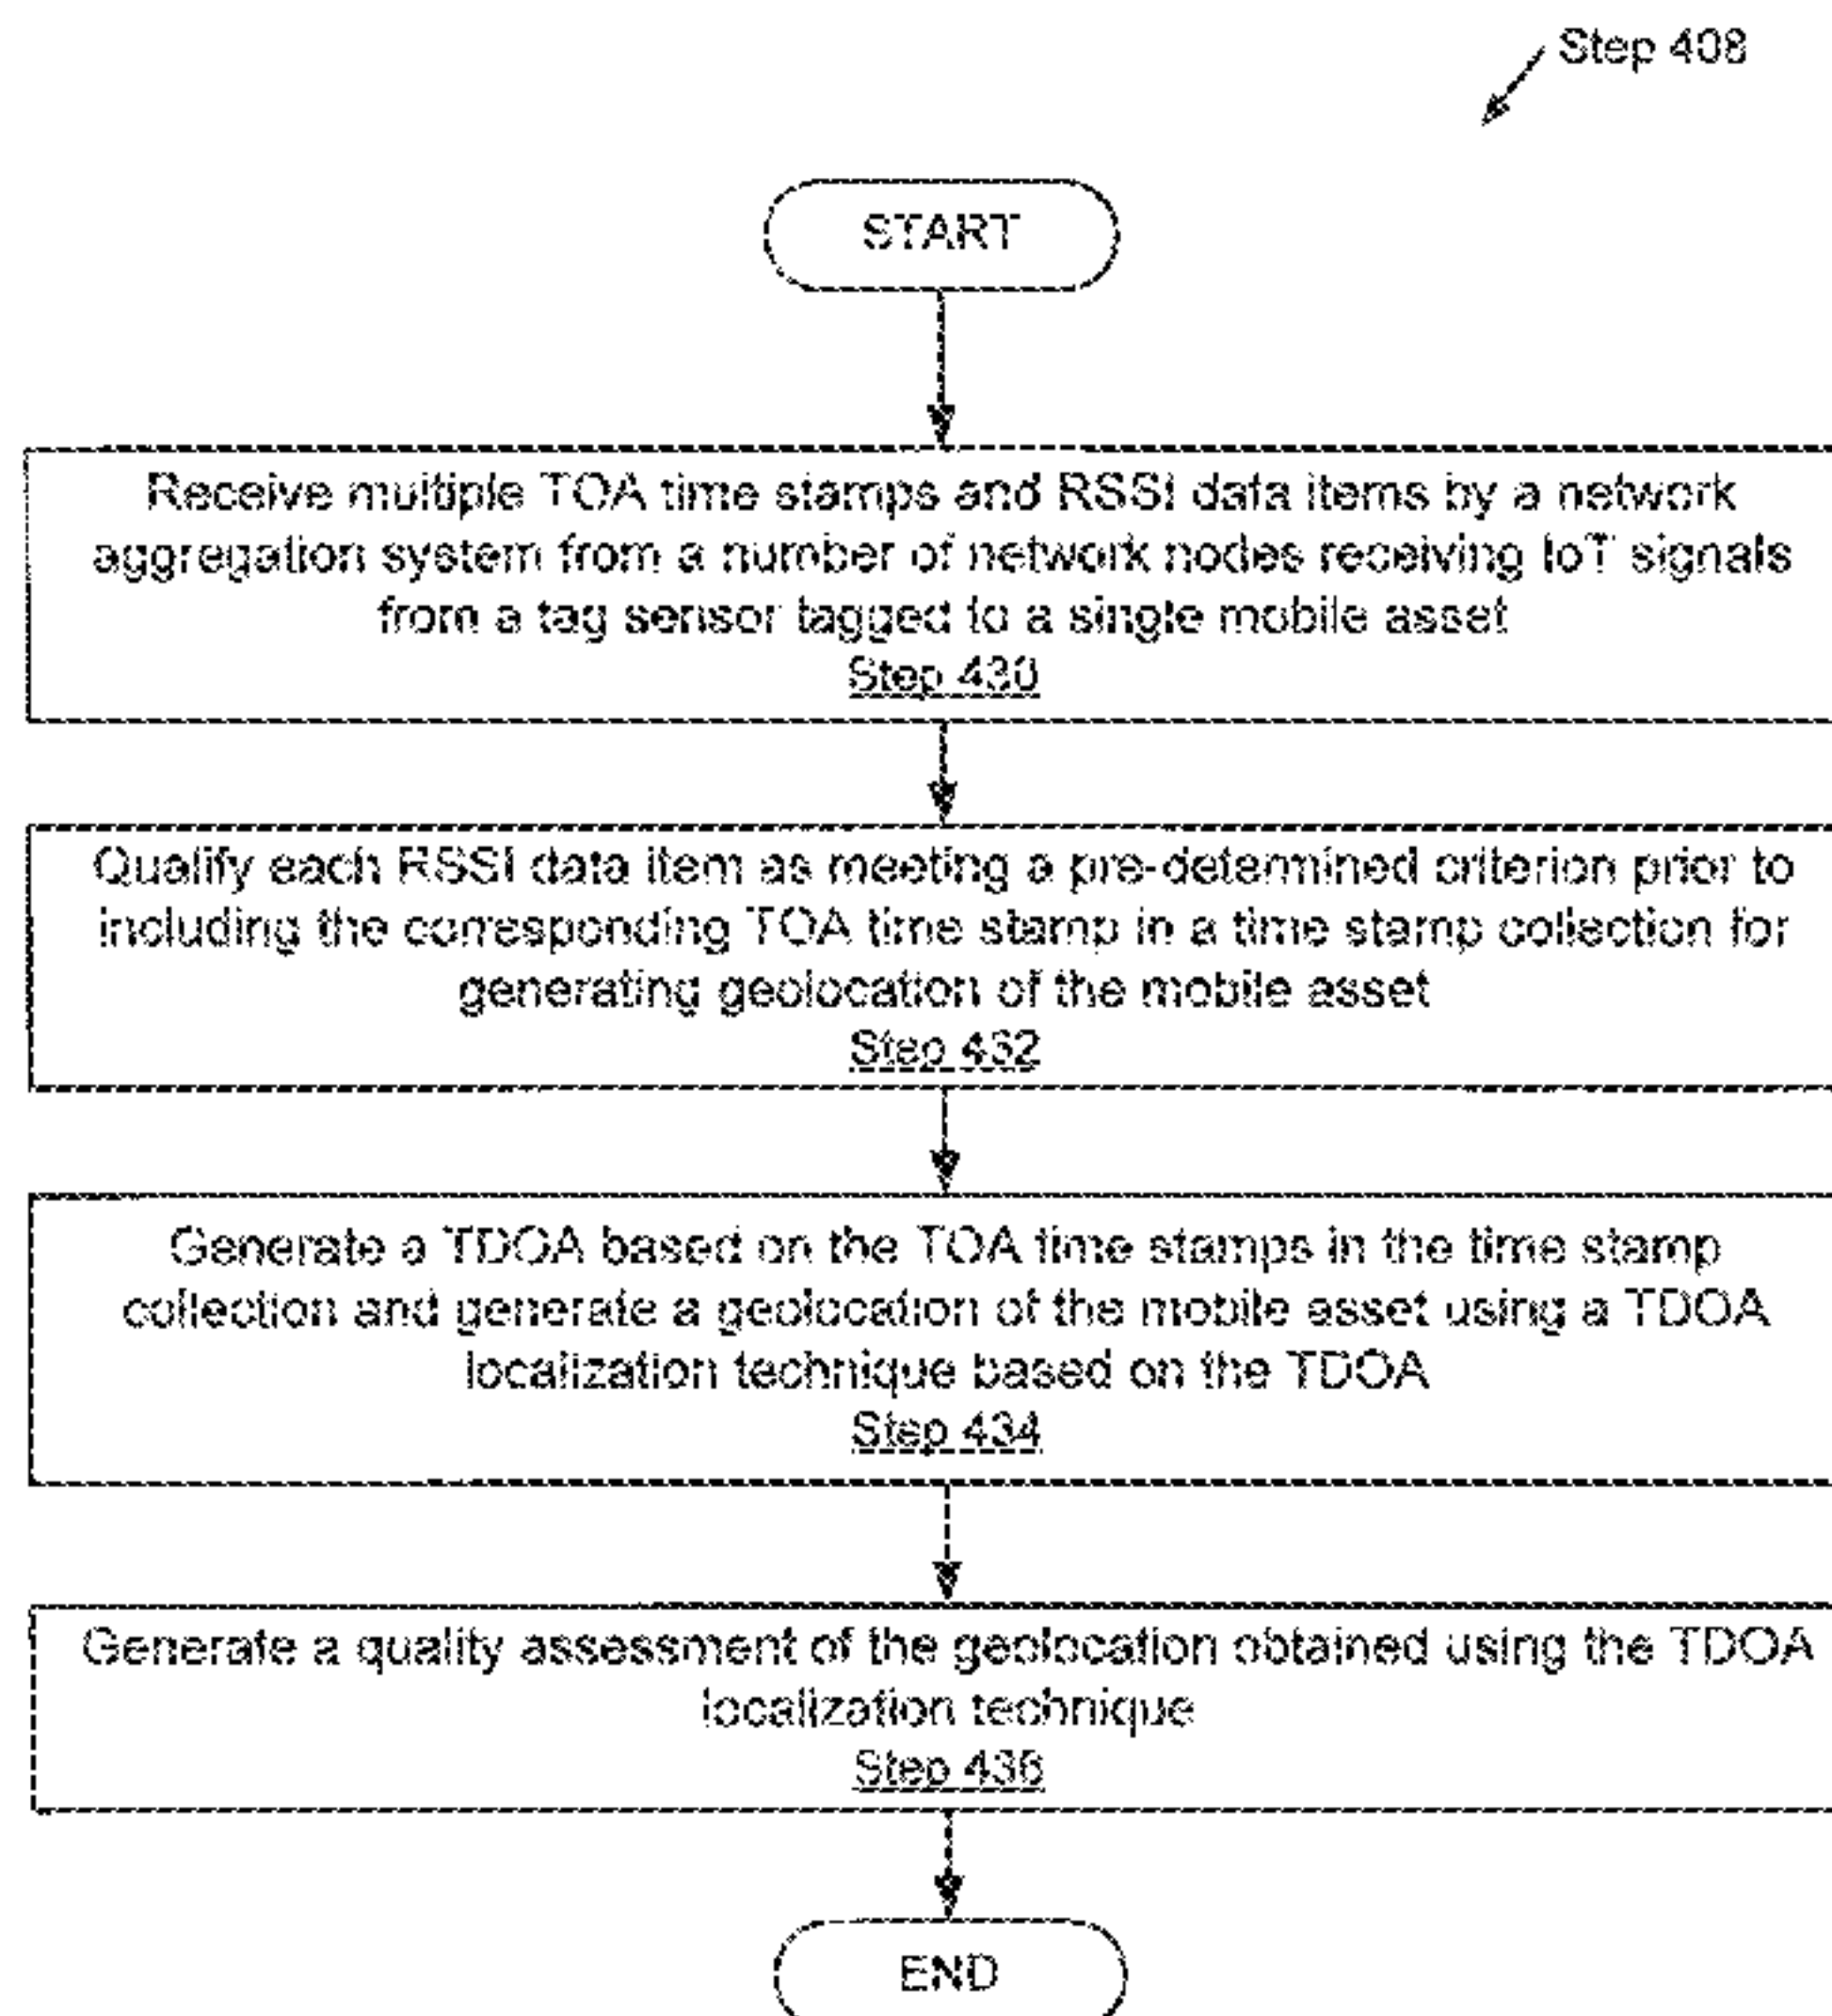 Step 408
START
Receive multiple TOA time stamps and RSSI data items by a network
aggregation system from a number of network nodes receiving IoT signals
from a tag sensor tagged to a single mobile asset
Step 430
Qualify each RSSI data item as meeting a pre-determined criterion prior to
including the corresponding TOA time stamp in a time stamp collection for
generating geolocation of the mobile asset
Step 432
Generate a TDOA based on the TOA time stamps in the time stamp
collection and generate a geolocation of the mobile asset using a TDOA
localization technique based on the TDOA
Step 434
Generate a quality assessment of the geolocation obtained using the TDOA
localization technique
Step 436
END